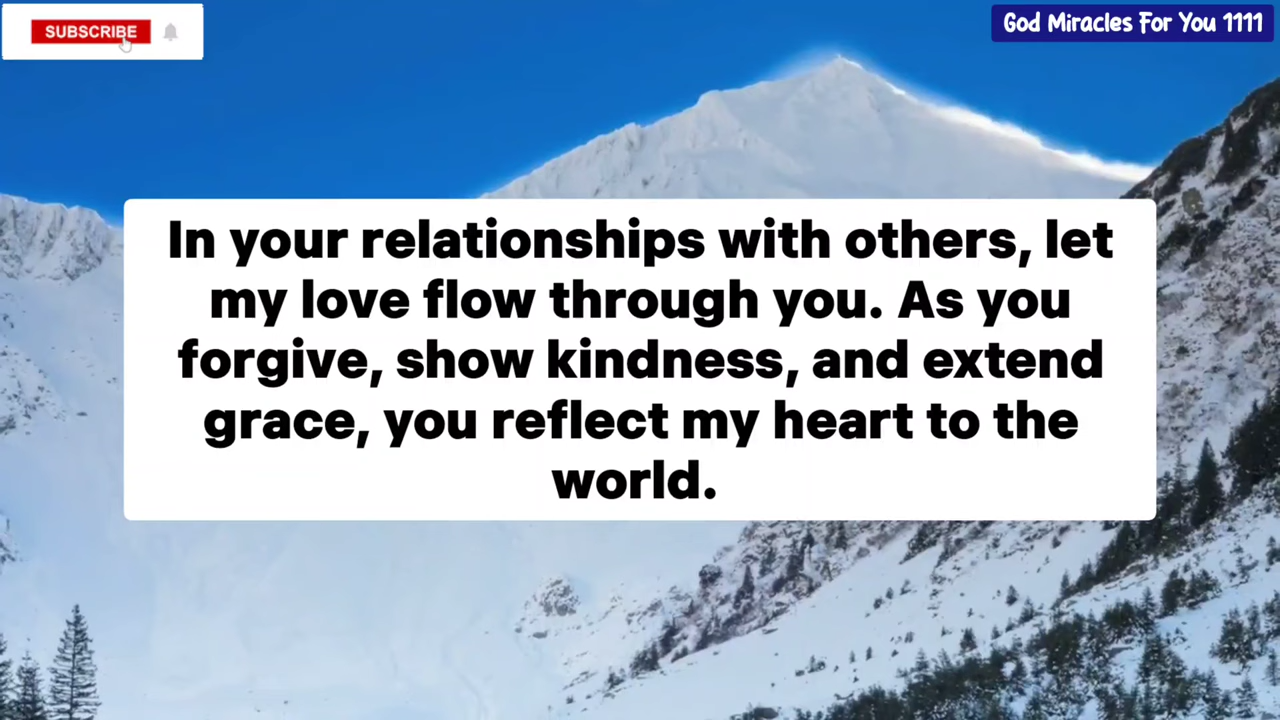 SUBSCRIBE
God Miracles For You 1111
In your relationships with others, let
my love flow through you. As you
forgive, show kindness, and extend
grace, you reflect my heart to the
world.